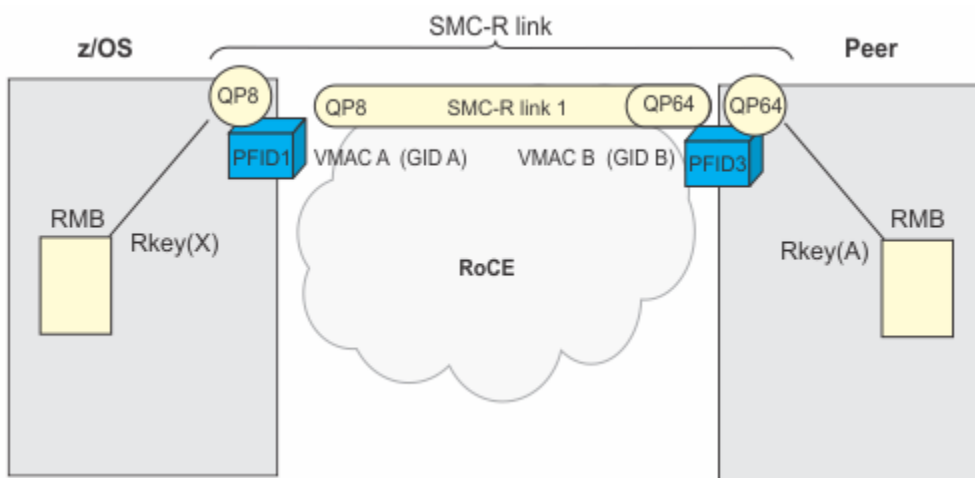 SMC-R link
z/OS
Peer
QP8
QP8
SMC-R link 1
QP64
QP64
PFID1
VMAC A (GID A)
VMAC B (GID B)
PFID3
RMB
Rkey(X)
RoCE
Rkey(A)
RMB